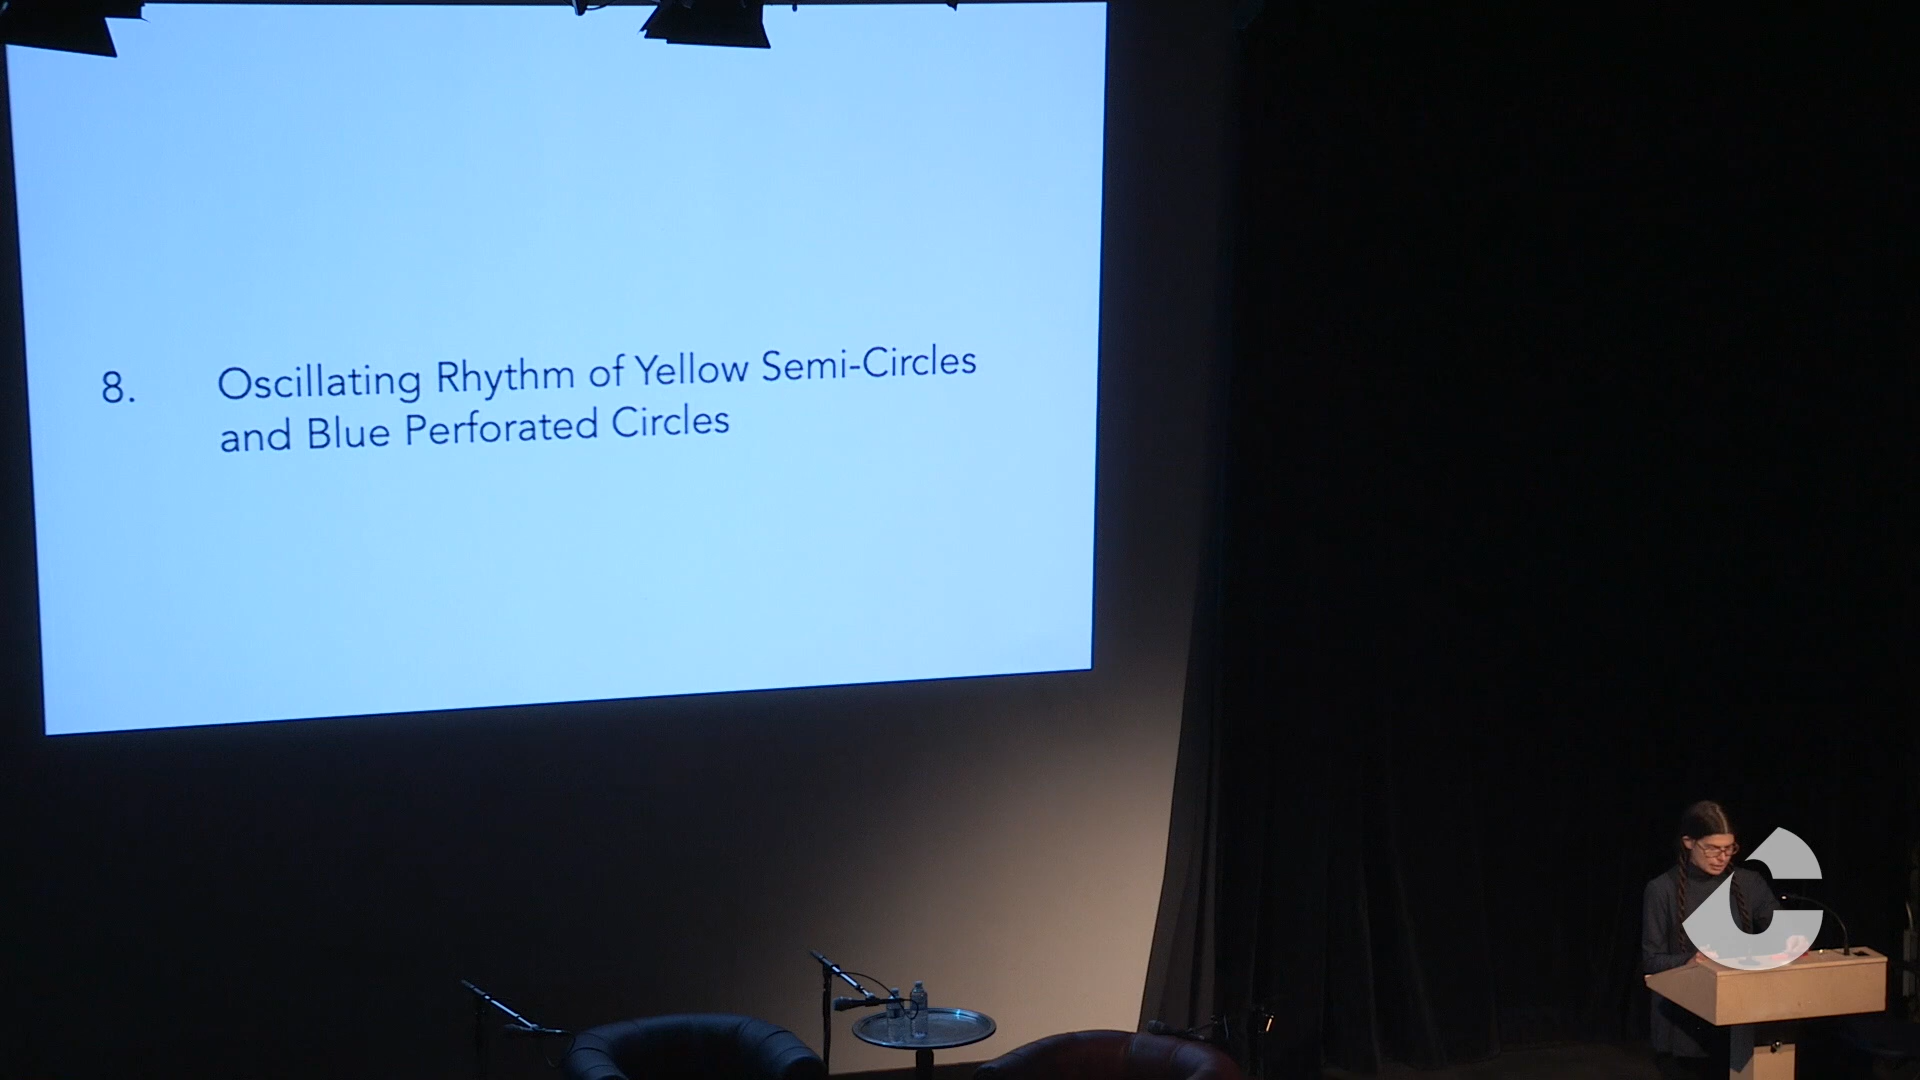 8. Oscillating Rhythm of Yellow Semi-Circles
and Blue Perforated Circles